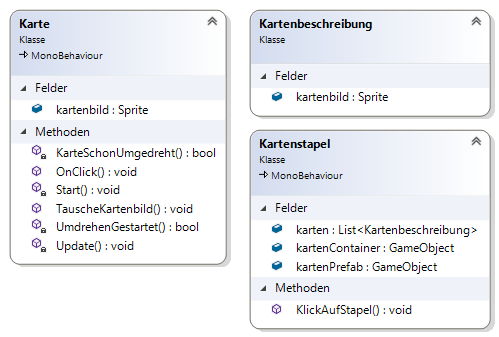 Karte
Klasse
MonoBehaviour
Felder
kartenbild : Sprite
Methoden
KarteSchonUmgedreht() : bool
OnClick() : void
Start() : void
TauscheKartenbild() : void
UmdrehenGestartet() : bool
Update() : void
Kartenbeschreibung
Klasse
Felder
kartenbild : Sprite
Kartenstapel
Klasse
MonoBehaviour
Felder
karten : List<Kartenbeschreibung>
kartenContainer : GameObject
kartenPrefab : GameObject
Methoden
KlickAufStapel() : void